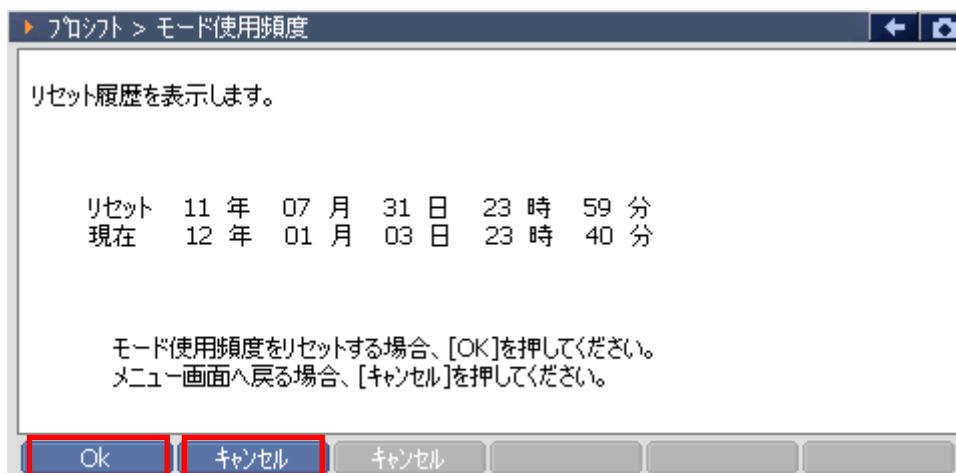 ﾌﾟﾛｼﾌﾄ > モード使用頻度
リセット履歴を表示します。
リセット 11 年 07 月 31 日 23 時 59 分
現在 12 年 01 月 03 日 23 時 40 分
モード使用頻度をリセットする場合、[OK]を押してください。
メニュー画面へ戻る場合、[キャンセル]を押してください。
Ok キャンセル キャンセル